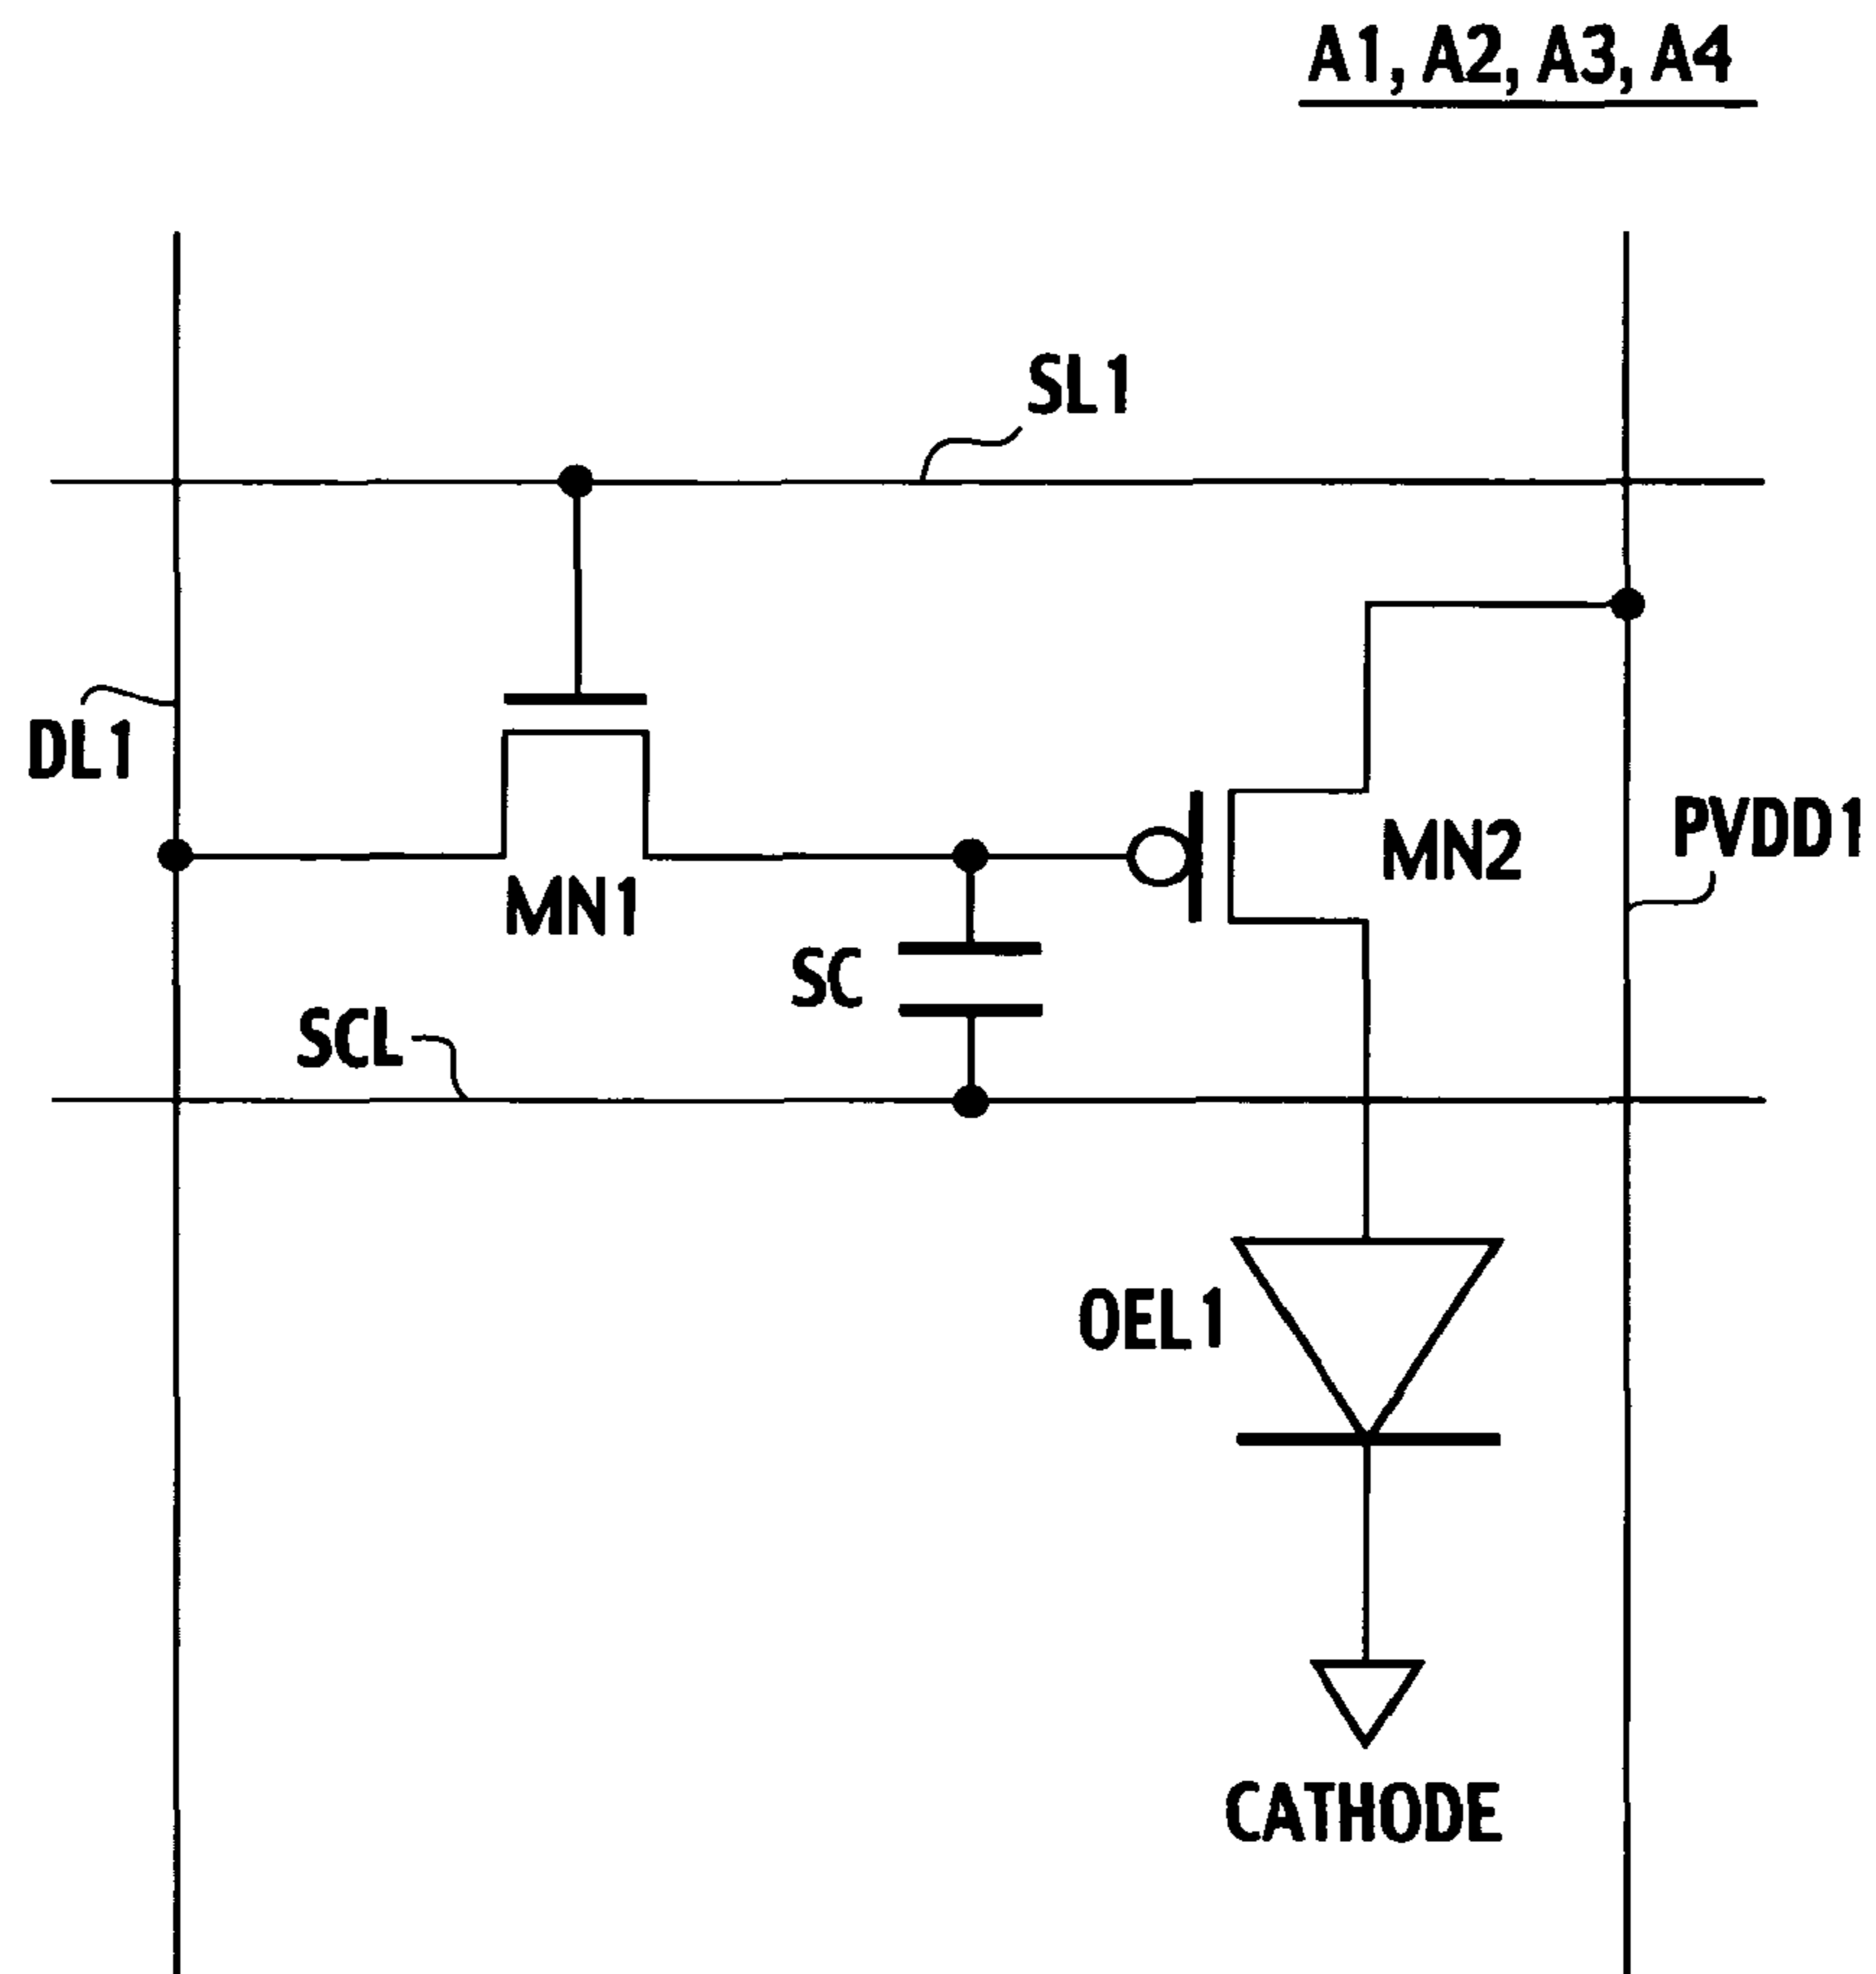 A1, A2, A3, A4
SL1
DL1
PVDD1
MN2
MN1
SC
SCL
OEL1
CATHODE